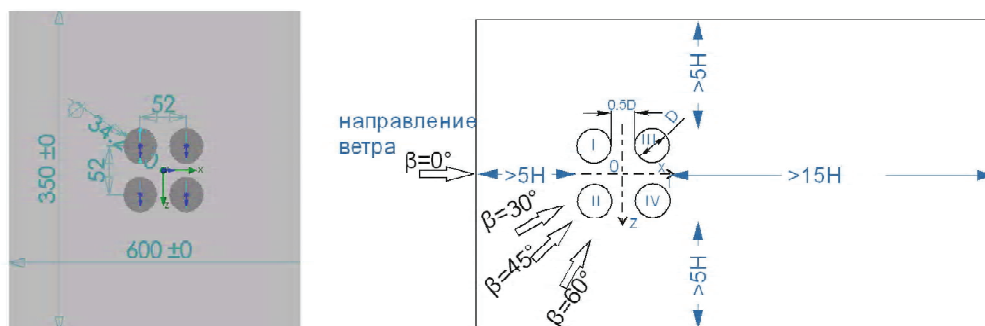 52
34.
52
350 ±0
600 ±0
x
z
направление
ветра
β=0°
β=30°
β=45°
β=60°
>5H
>5H
0.5D
D
I
III
0
x
II
IV
z
>15H
>5H